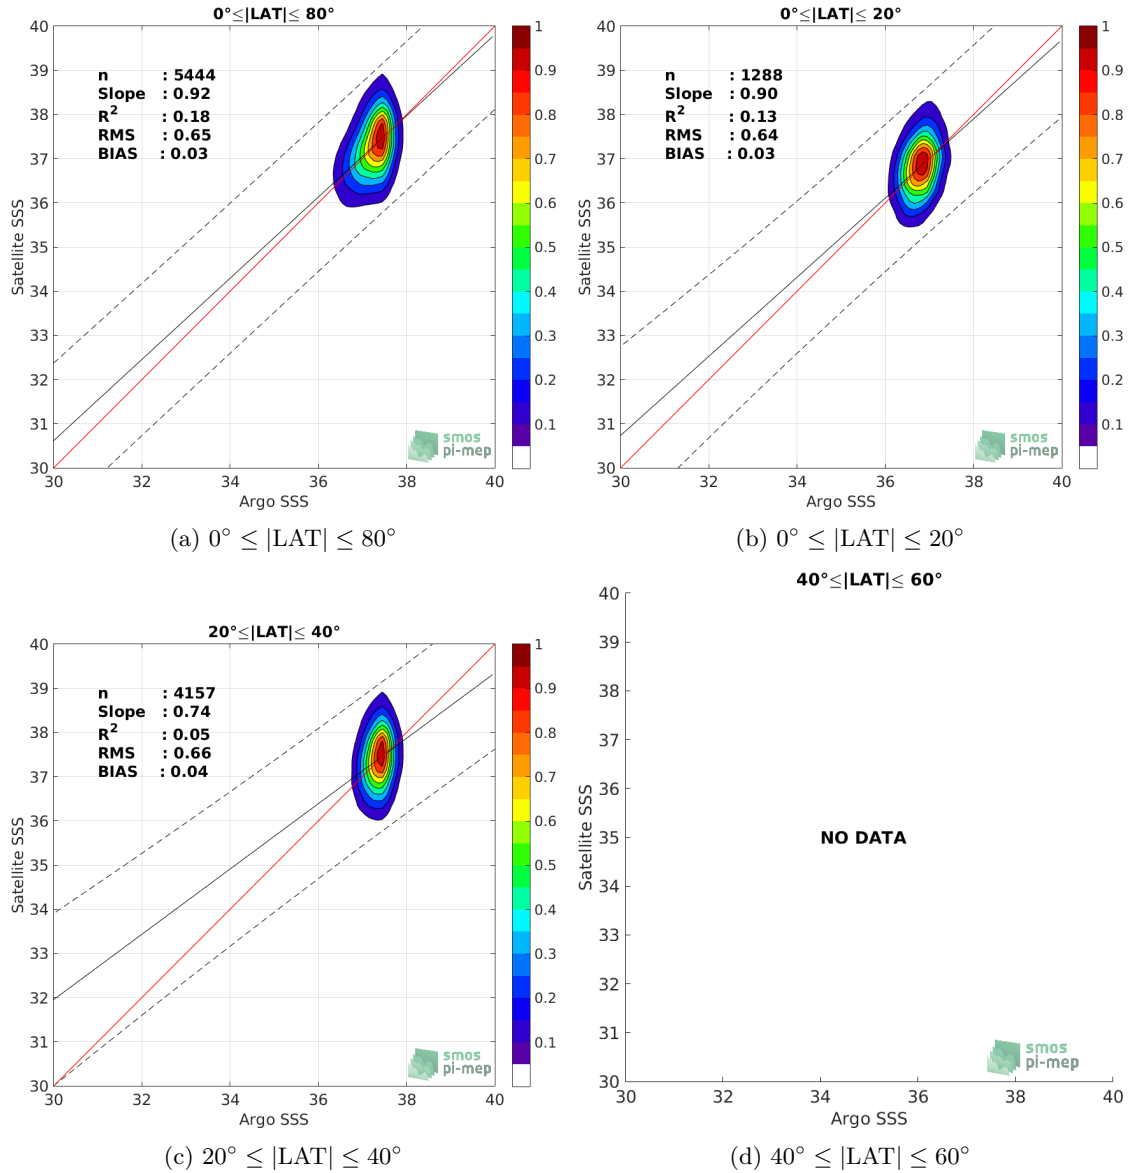 0°≤|LAT|≤ 80°
n : 5444
Slope : 0.92
R2 : 0.18
RMS : 0.65
BIAS : 0.03
40
39
38
37
36
35
34
33
32
31
30
30 32 34 36 38 40
Satellite SSS
Argo SSS
1
0.9
0.8
0.7
0.6
0.5
0.4
0.3
0.2
0.1
smos
pi-mep
(a) 0° ≤ |LAT| ≤ 80°
0°≤|LAT|≤ 20°
n : 1288
Slope : 0.90
R2 : 0.13
RMS : 0.64
BIAS : 0.03
40
39
38
37
36
35
34
33
32
31
30
30 32 34 36 38 40
Satellite SSS
Argo SSS
1
0.9
0.8
0.7
0.6
0.5
0.4
0.3
0.2
0.1
smos
pi-mep
(b) 0° ≤ |LAT| ≤ 20°
20°≤|LAT|≤ 40°
n : 4157
Slope : 0.74
R2 : 0.05
RMS : 0.66
BIAS : 0.04
40
39
38
37
36
35
34
33
32
31
30
30 32 34 36 38 40
Satellite SSS
Argo SSS
1
0.9
0.8
0.7
0.6
0.5
0.4
0.3
0.2
0.1
smos
pi-mep
(c) 20° ≤ |LAT| ≤ 40°
40°≤|LAT|≤ 60°
40
39
38
37
36
35
34
33
32
31
30
30 32 34 36 38 40
Satellite SSS
NO DATA
Argo SSS
smos
pi-mep
(d) 40° ≤ |LAT| ≤ 60°